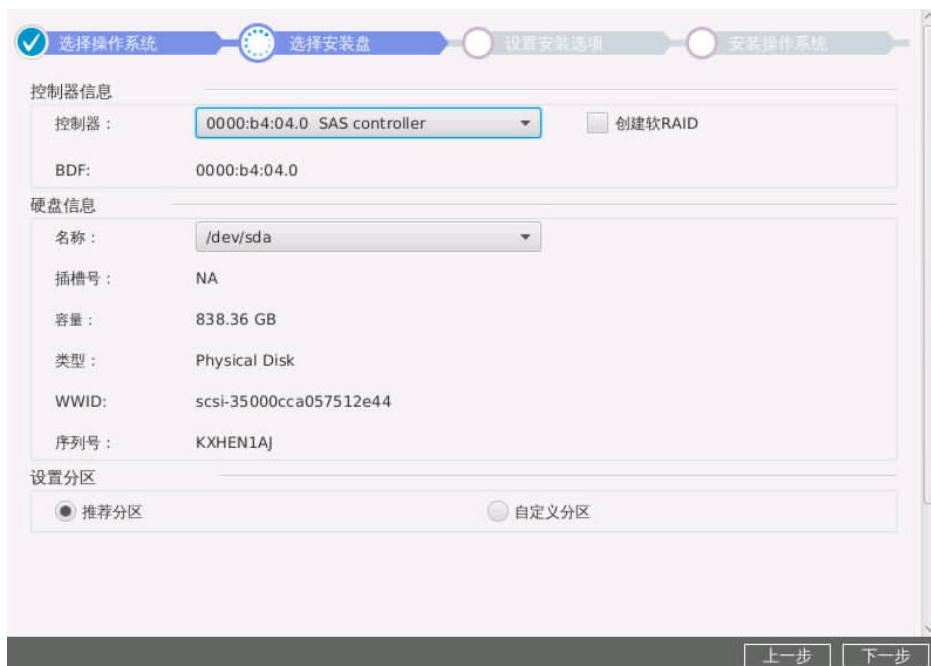 选择操作系统 选择安装盘 设置安装选项 安装操作系统
控制器信息
控制器： 0000:b4:04.0 SAS controller 创建软RAID
BDF: 0000:b4:04.0
硬盘信息
名称： /dev/sda
插槽号： NA
容量： 838.36 GB
类型： Physical Disk
WWID: scsi-35000cca057512e44
序列号： KXHEN1AJ
设置分区
推荐分区 自定义分区
上一步 下一步